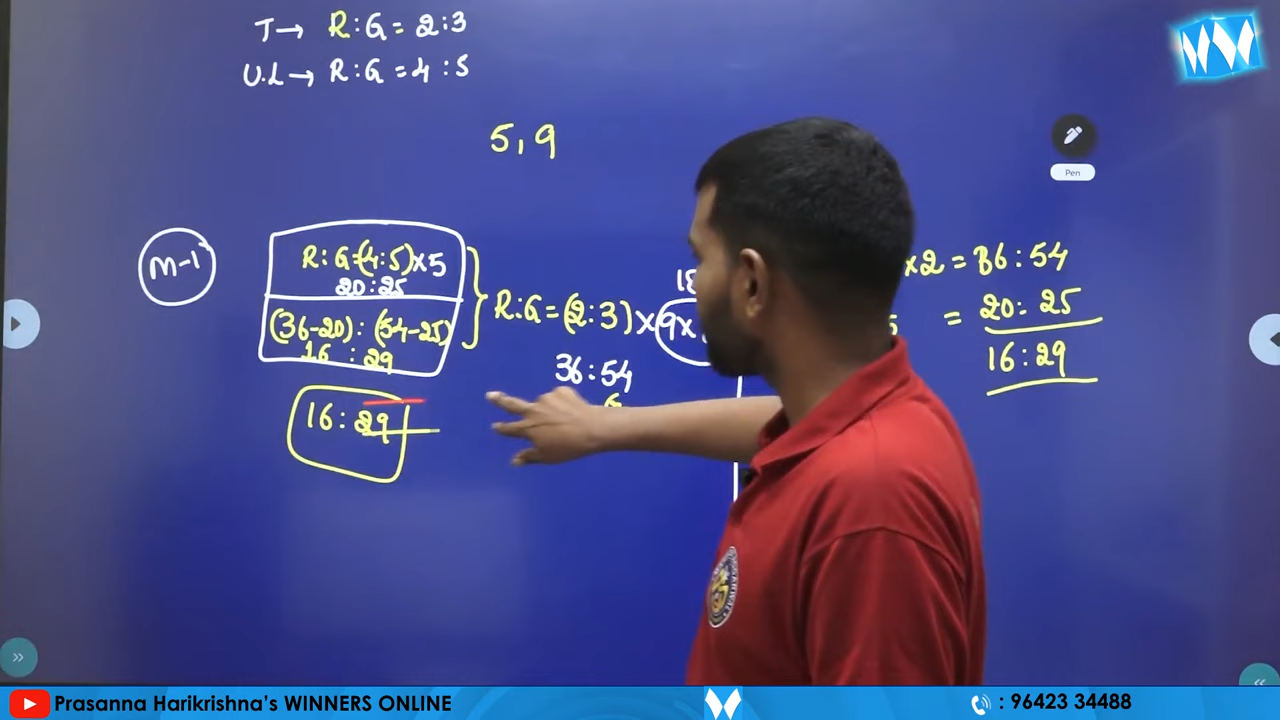 T→ R:G = 2:3
U.L→ R:G = 4:5
5,9
Pen
M-1
R:G=(4:5)×5
20:25
(36-20):(54-25)
16 : 29
R:G=(2:3)×9×
18
36:54
16:29
×2=36:54
5 = 20:25
16:29
Prasanna Harikrishna's WINNERS ONLINE
: 96423 34488